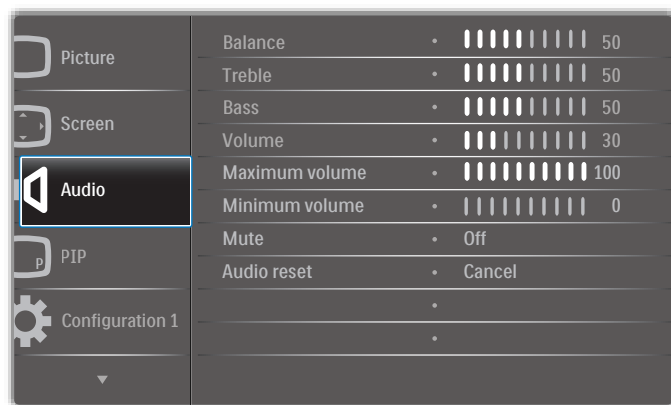 Picture
Screen
Audio
P
PIP
Configuration 1
Balance • 50
Treble • 50
Bass • 50
Volume • 30
Maximum volume • 100
Minimum volume • 0
Mute • Off
Audio reset • Cancel
•
•